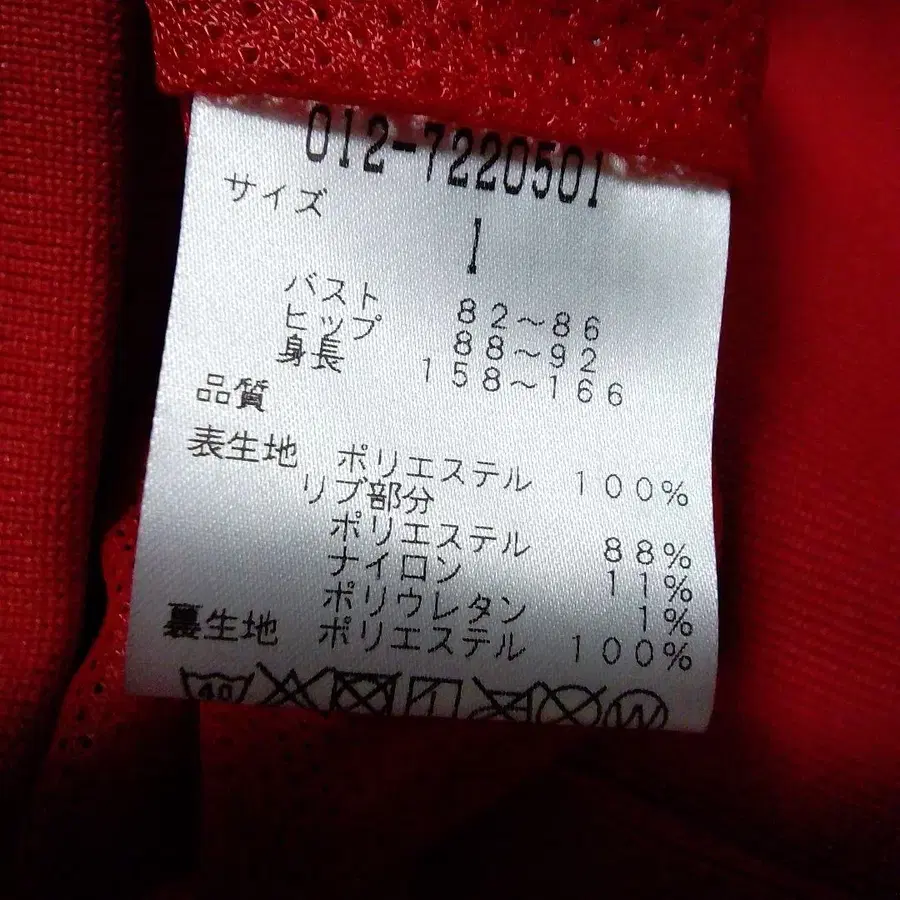 012-7220501
サイズ
1
バスト 82~86
ヒップ 88~92
身長 158~166
品質
表生地 ポリエステル 100%
リブ部分
ポリエステル 88%
ナイロン 11%
ポリウレタン 1%
裏生地 ポリエステル 100%
40
W